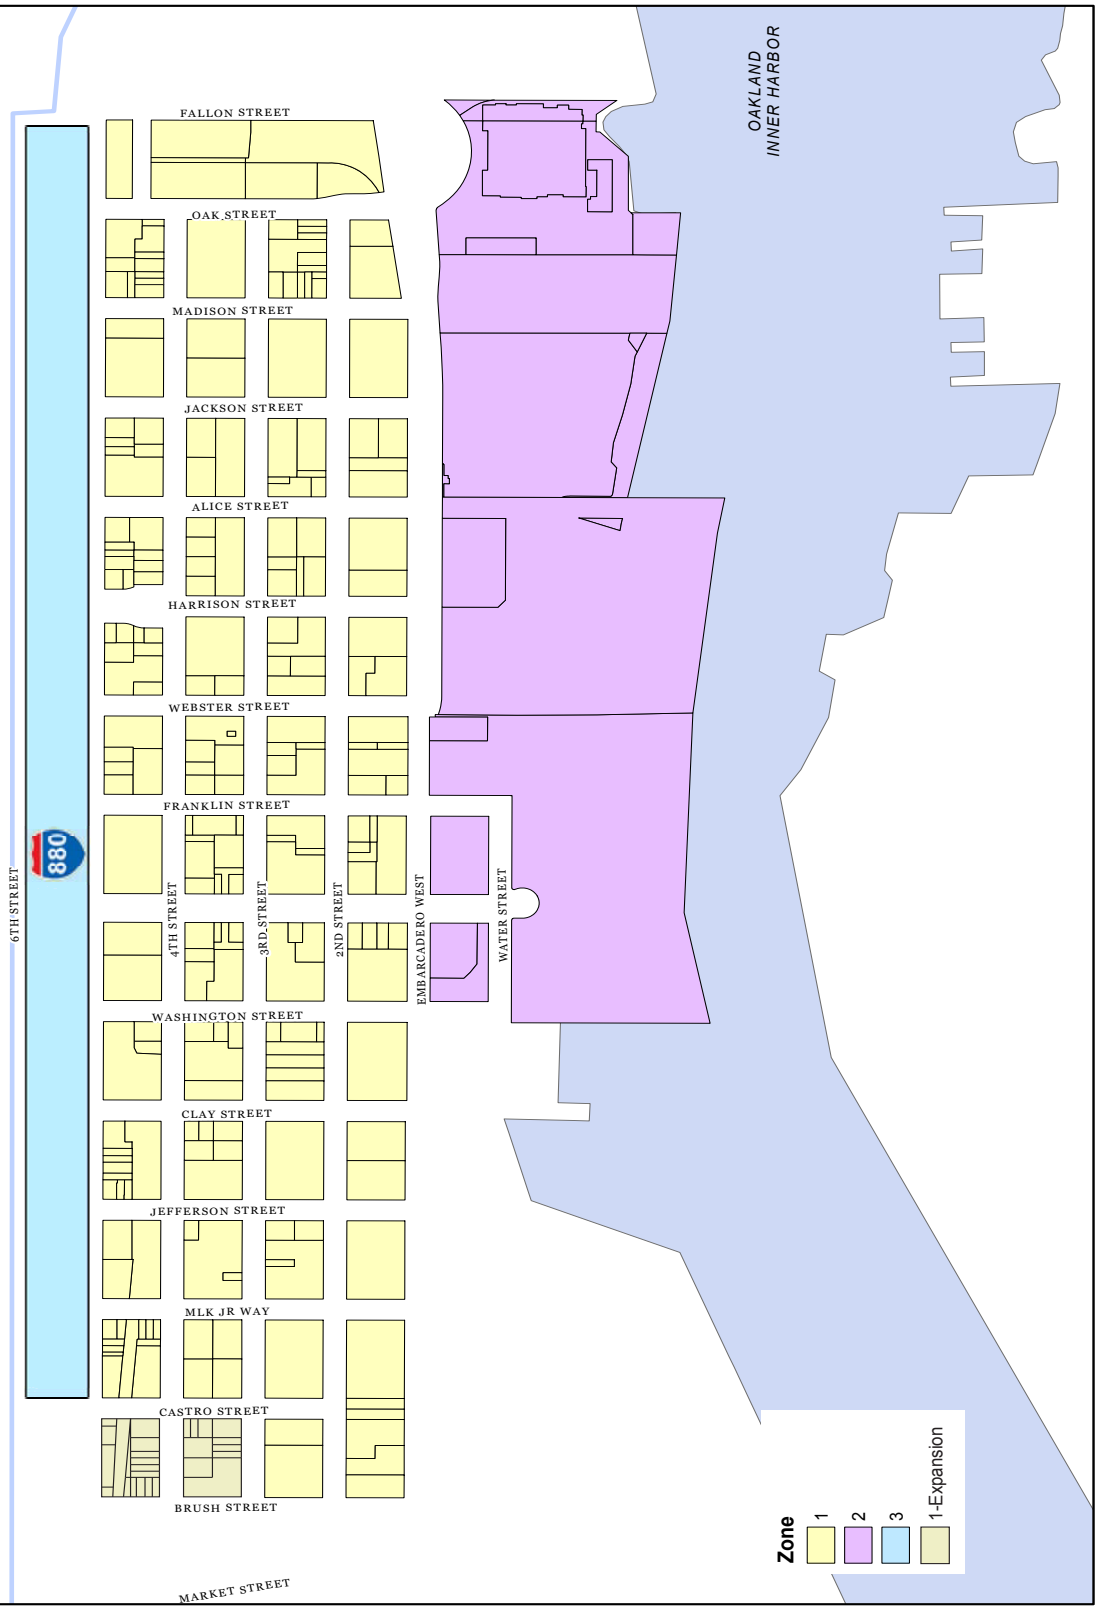 OAKLAND
INNER HARBOR
FALLON STREET
OAK STREET
MADISON STREET
JACKSON STREET
ALICE STREET
HARRISON STREET
WEBSTER STREET
FRANKLIN STREET
880
6TH STREET
4TH STREET
3RD STREET
2ND STREET
EMBARCADERO WEST
WATER STREET
WASHINGTON STREET
CLAY STREET
JEFFERSON STREET
MLK JR WAY
CASTRO STREET
BRUSH STREET
MARKET STREET
Zone
1
2
3
1-Expansion